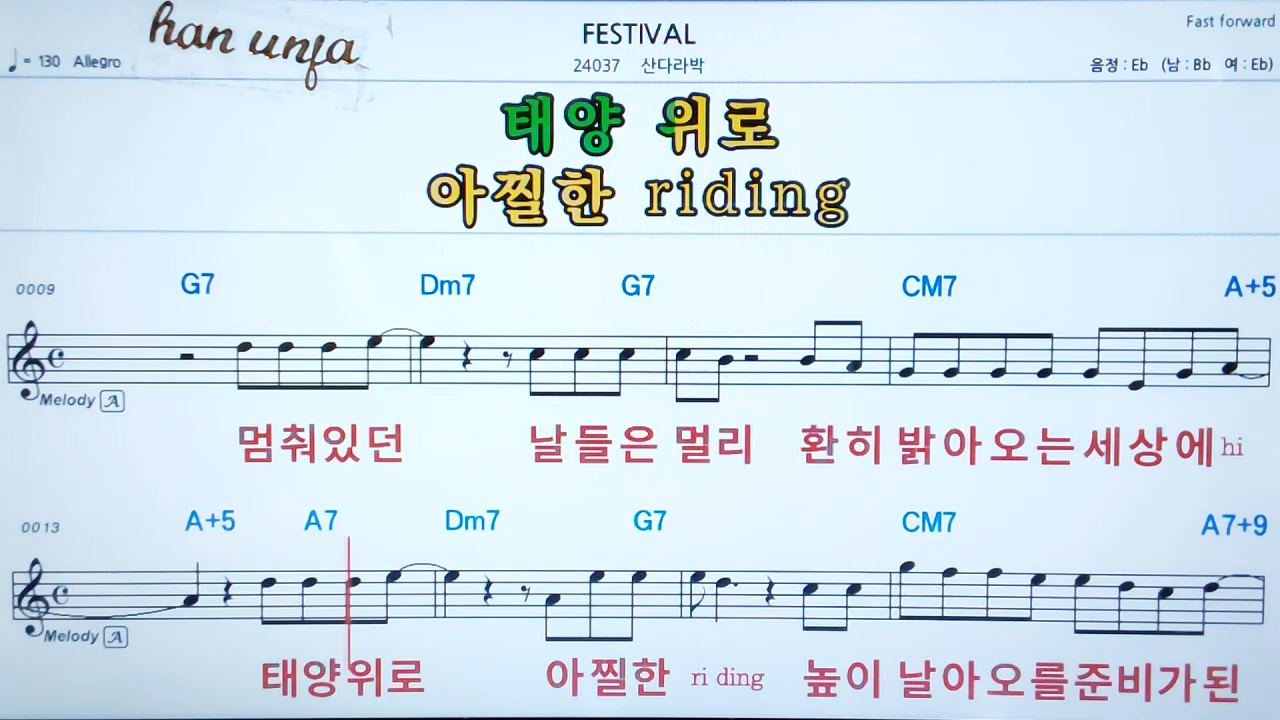 han unfa
FESTIVAL
Fast forward
♩= 130 Allegro
24037 산다라박
음정 : Eb (남 : Bb 여 : Eb)
태양 위로
아찔한 riding
0009 G7 Dm7 G7 CM7 A+5
Melody A
멈춰있던 날들은 멀리 환히 밝아오는세상에 hi
0013 A+5 A7 Dm7 G7 CM7 A7+9
Melody A
태양위로 아찔한 ri ding 높이 날아오를준비가된